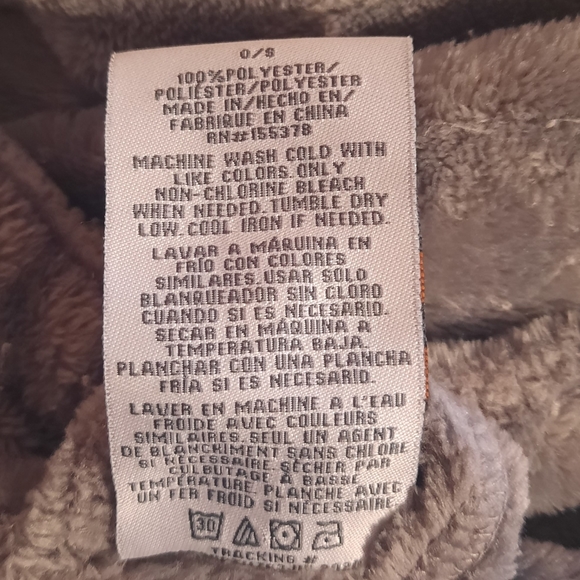 O/S
100%POLYESTER/
POLIÉSTER/POLYESTER
MADE IN/HECHO EN/
FABRIQUE EN CHINA
RN#155378
MACHINE WASH COLD WITH
LIKE COLORS. ONLY
NON-CHLORINE BLEACH
WHEN NEEDED. TUMBLE DRY
LOW. COOL IRON IF NEEDED.
LAVAR A MÁQUINA EN
FRÍO CON COLORES
SIMILARES. USAR SOLO
BLANQUEADOR SIN CLORO
CUANDO SI ES NECESARIO.
SECAR EN MÁQUINA A
TEMPERATURA BAJA.
PLANCHAR CON UNA PLANCHA
FRÍA SI ES NECESARIO.
LAVER EN MACHINE A L'EAU
FROIDE AVEC COULEURS
SIMILAIRES. SEUL UN AGENT
DE BLANCHIMENT SANS CHLORE
SI NÉCESSAIRE. SÉCHER PAR
CULBUTAGE À BASSE
TEMPÉRATURE. PLANCHE AVEC
UN FER FROID SI NÉCESSAIRE.
30
TRACKING #